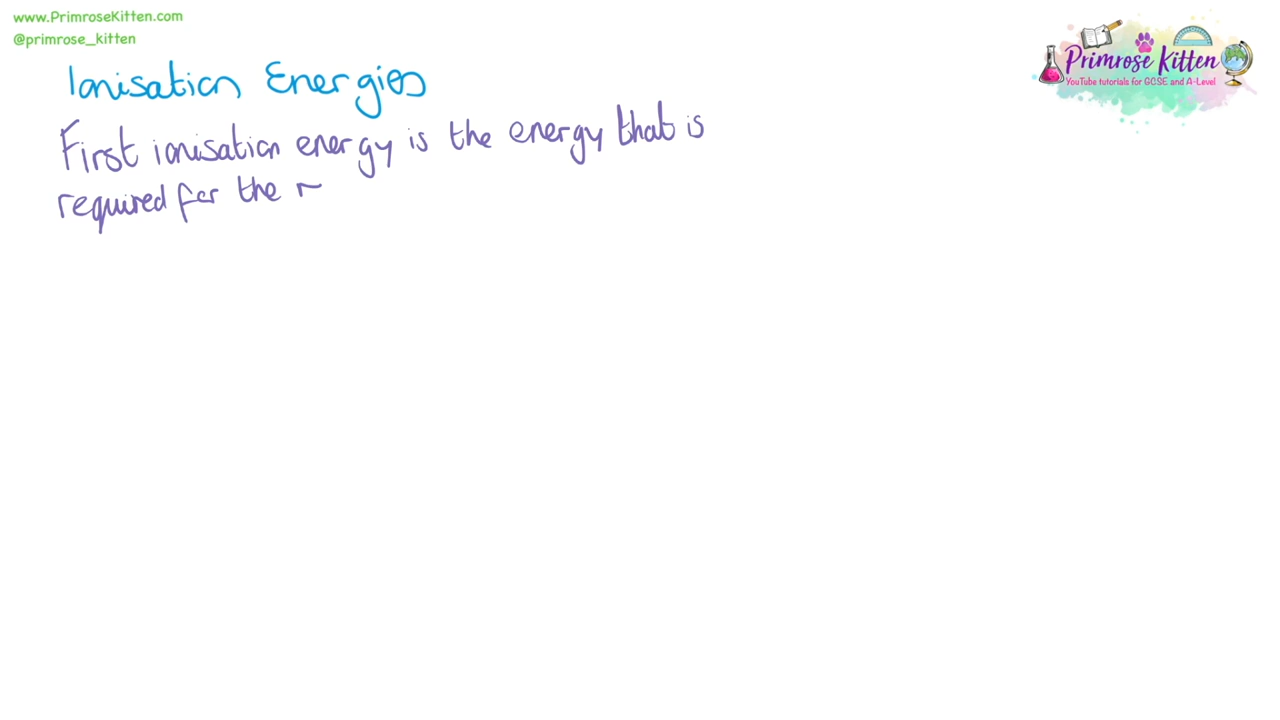 www.PrimroseKitten.com
@primrose_kitten
Primrose Kitten
YouTube tutorials for GCSE and A-Level
Ionisation Energies
First ionisation energy is the energy that is
required for the r